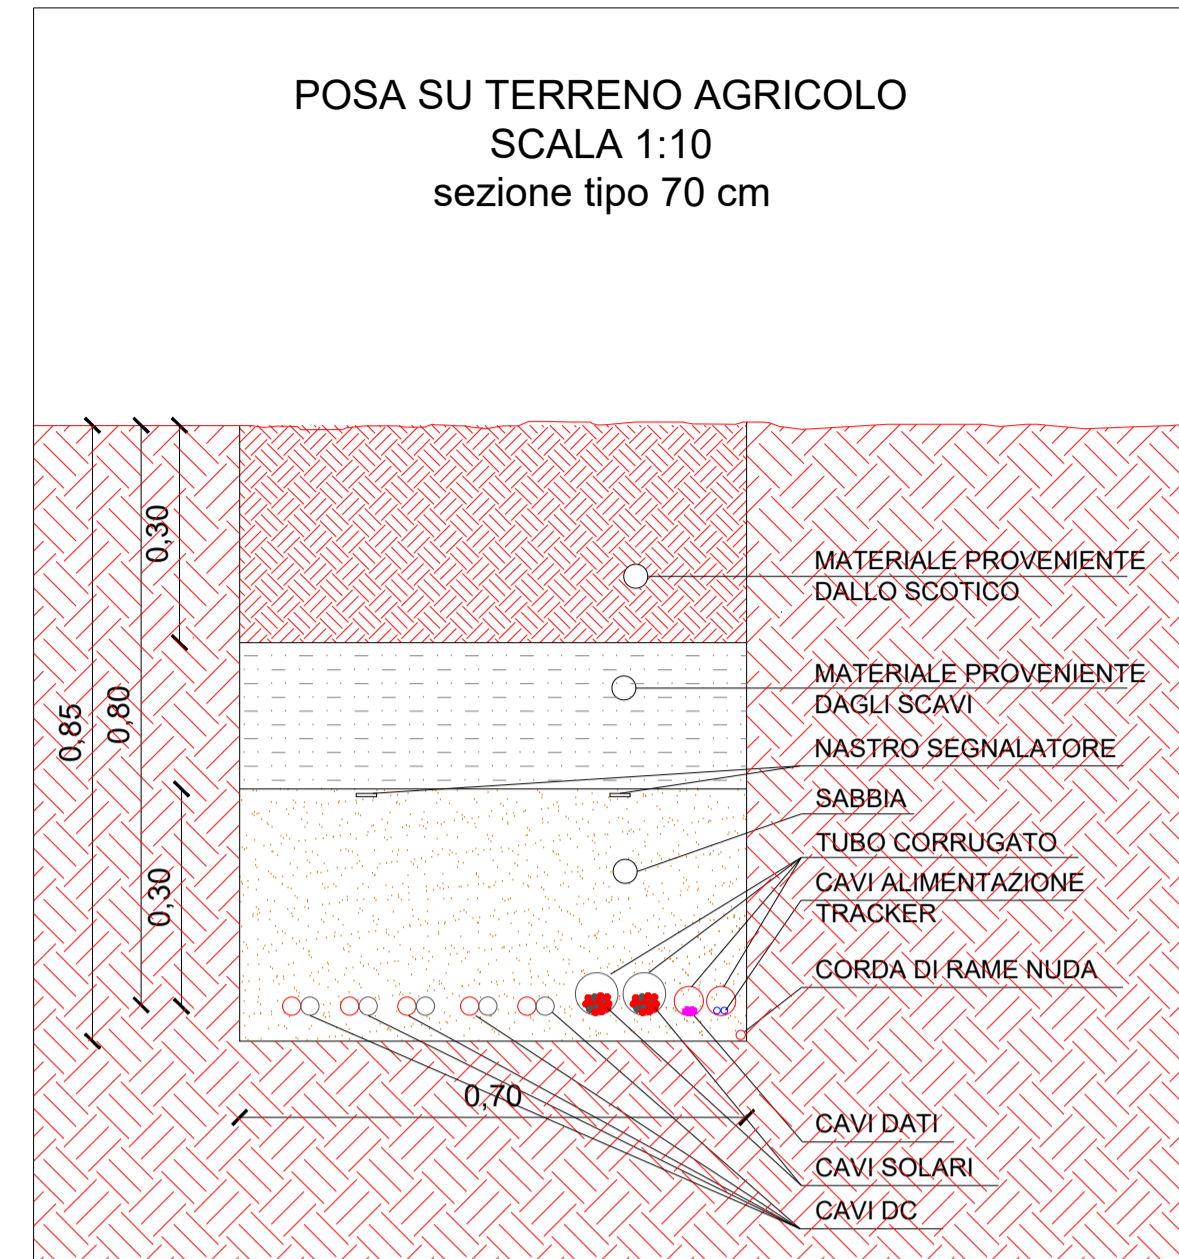 POSA SU TERRENO AGRICOLO
SCALA 1:10
sezione tipo 70 cm
0,30
0,85
0,80
0,30
0,70
MATERIALE PROVENIENTE
DALLO SCOTICO
MATERIALE PROVENIENTE
DAGLI SCAVI
NASTRO SEGNALATORE
SABBIA
TUBO CORRUGATO
CAVI ALIMENTAZIONE
TRACKER
CORDA DI RAME NUDA
CAVI DATI
CAVI SOLARI
CAVI DC